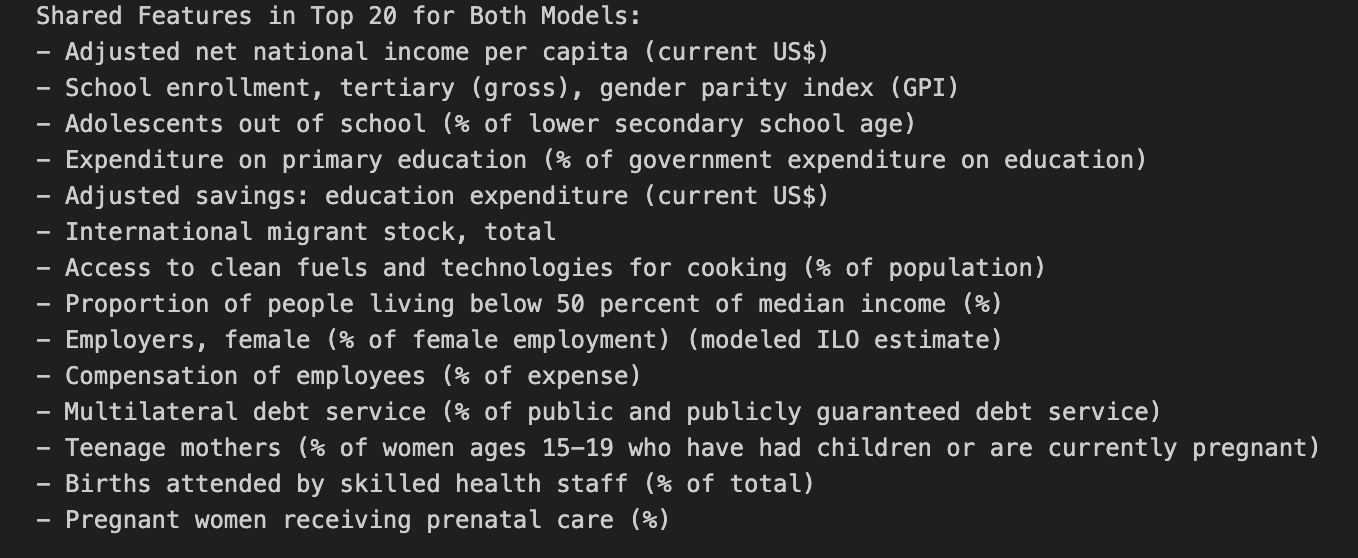 Shared Features in Top 20 for Both Models:
– Adjusted net national income per capita (current US$)
– School enrollment, tertiary (gross), gender parity index (GPI)
– Adolescents out of school (% of lower secondary school age)
– Expenditure on primary education (% of government expenditure on education)
– Adjusted savings: education expenditure (current US$)
– International migrant stock, total
– Access to clean fuels and technologies for cooking (% of population)
– Proportion of people living below 50 percent of median income (%)
– Employers, female (% of female employment) (modeled ILO estimate)
– Compensation of employees (% of expense)
– Multilateral debt service (% of public and publicly guaranteed debt service)
– Teenage mothers (% of women ages 15–19 who have had children or are currently pregnant)
– Births attended by skilled health staff (% of total)
– Pregnant women receiving prenatal care (%)